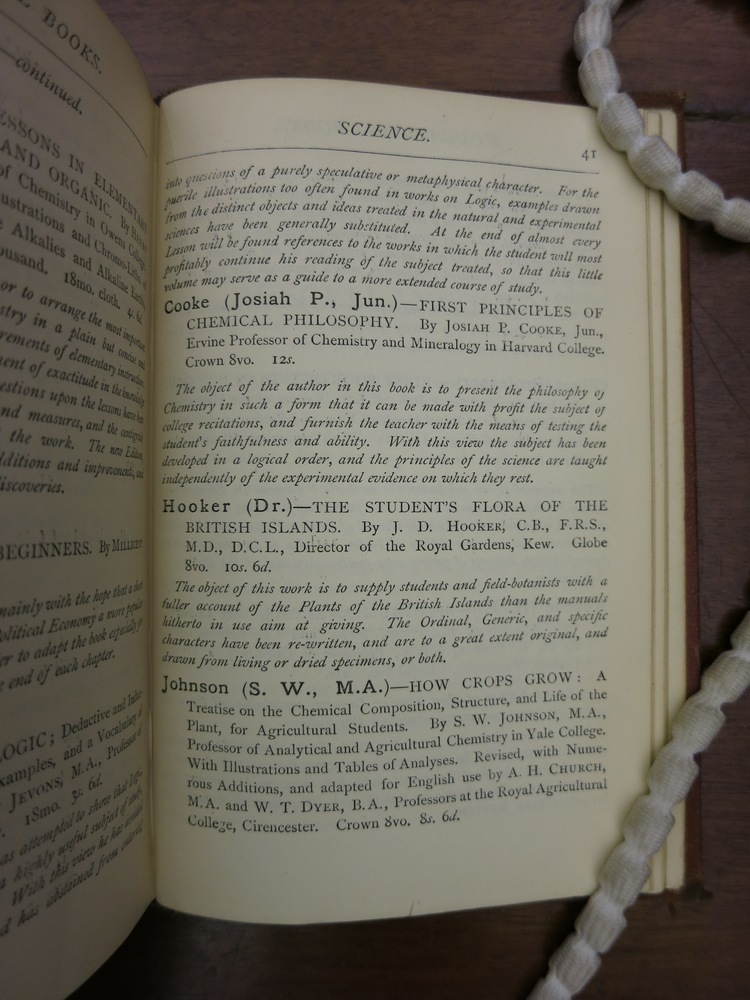 BOOKS.
continued.
LESSONS IN ELEMENTARY
AND ORGANIC. By
of Chemistry in Owen College,
Illustrations and Chromo-Litho
Alkalies and Alkaline Earths
18mo. cloth. 4s. 6d.
or to arrange the most important
in a plain but concise and
of elementary instruction.
of exactitude in the knowledge
upon the lessons have been
and measures, and the
the work. The new Edition,
additions and improvements, and
discoveries.
BEGINNERS. By MILLICENT
mainly with the hope that a short
Political Economy a more popular
to adapt the book especially for
end of each chapter.
LOGIC; Deductive and Induc-
and a Vocabulary of
JEVONS, M.A., Professor of
18mo. 3s. 6d.
attempted to show that
a highly useful subject of study,
With this view he has
has abstained from
SCIENCE.
41
into questions of a purely speculative or metaphysical character. For the
puerile illustrations too often found in works on Logic, examples drawn
from the distinct objects and ideas treated in the natural and experimental
sciences have been generally substituted. At the end of almost every
Lesson will be found references to the works in which the student will most
profitably continue his reading of the subject treated, so that this little
volume may serve as a guide to a more extended course of study.
Cooke (Josiah P., Jun.)—FIRST PRINCIPLES OF
CHEMICAL PHILOSOPHY. By JOSIAH P. COOKE, Jun.,
Ervine Professor of Chemistry and Mineralogy in Harvard College.
Crown 8vo. 12s.
The object of the author in this book is to present the philosophy of
Chemistry in such a form that it can be made with profit the subject of
college recitations, and furnish the teacher with the means of testing the
student's faithfulness and ability. With this view the subject has been
developed in a logical order, and the principles of the science are taught
independently of the experimental evidence on which they rest.
Hooker (Dr.)—THE STUDENT'S FLORA OF THE
BRITISH ISLANDS. By J. D. HOOKER, C.B., F.R.S.,
M.D., D.C.L., Director of the Royal Gardens, Kew. Globe
8vo. 10s. 6d.
The object of this work is to supply students and field-botanists with a
fuller account of the Plants of the British Islands than the manuals
hitherto in use aim at giving. The Ordinal, Generic, and specific
characters have been re-written, and are to a great extent original, and
drawn from living or dried specimens, or both.
Johnson (S. W., M.A.)—HOW CROPS GROW: A
Treatise on the Chemical Composition, Structure, and Life of the
Plant, for Agricultural Students. By S. W. JOHNSON, M.A.,
Professor of Analytical and Agricultural Chemistry in Yale College.
With Illustrations and Tables of Analyses. Revised, with Nume-
rous Additions, and adapted for English use by A. H. CHURCH,
M.A. and W. T. DYER, B.A., Professors at the Royal Agricultural
College, Cirencester. Crown 8vo. 8s. 6d.